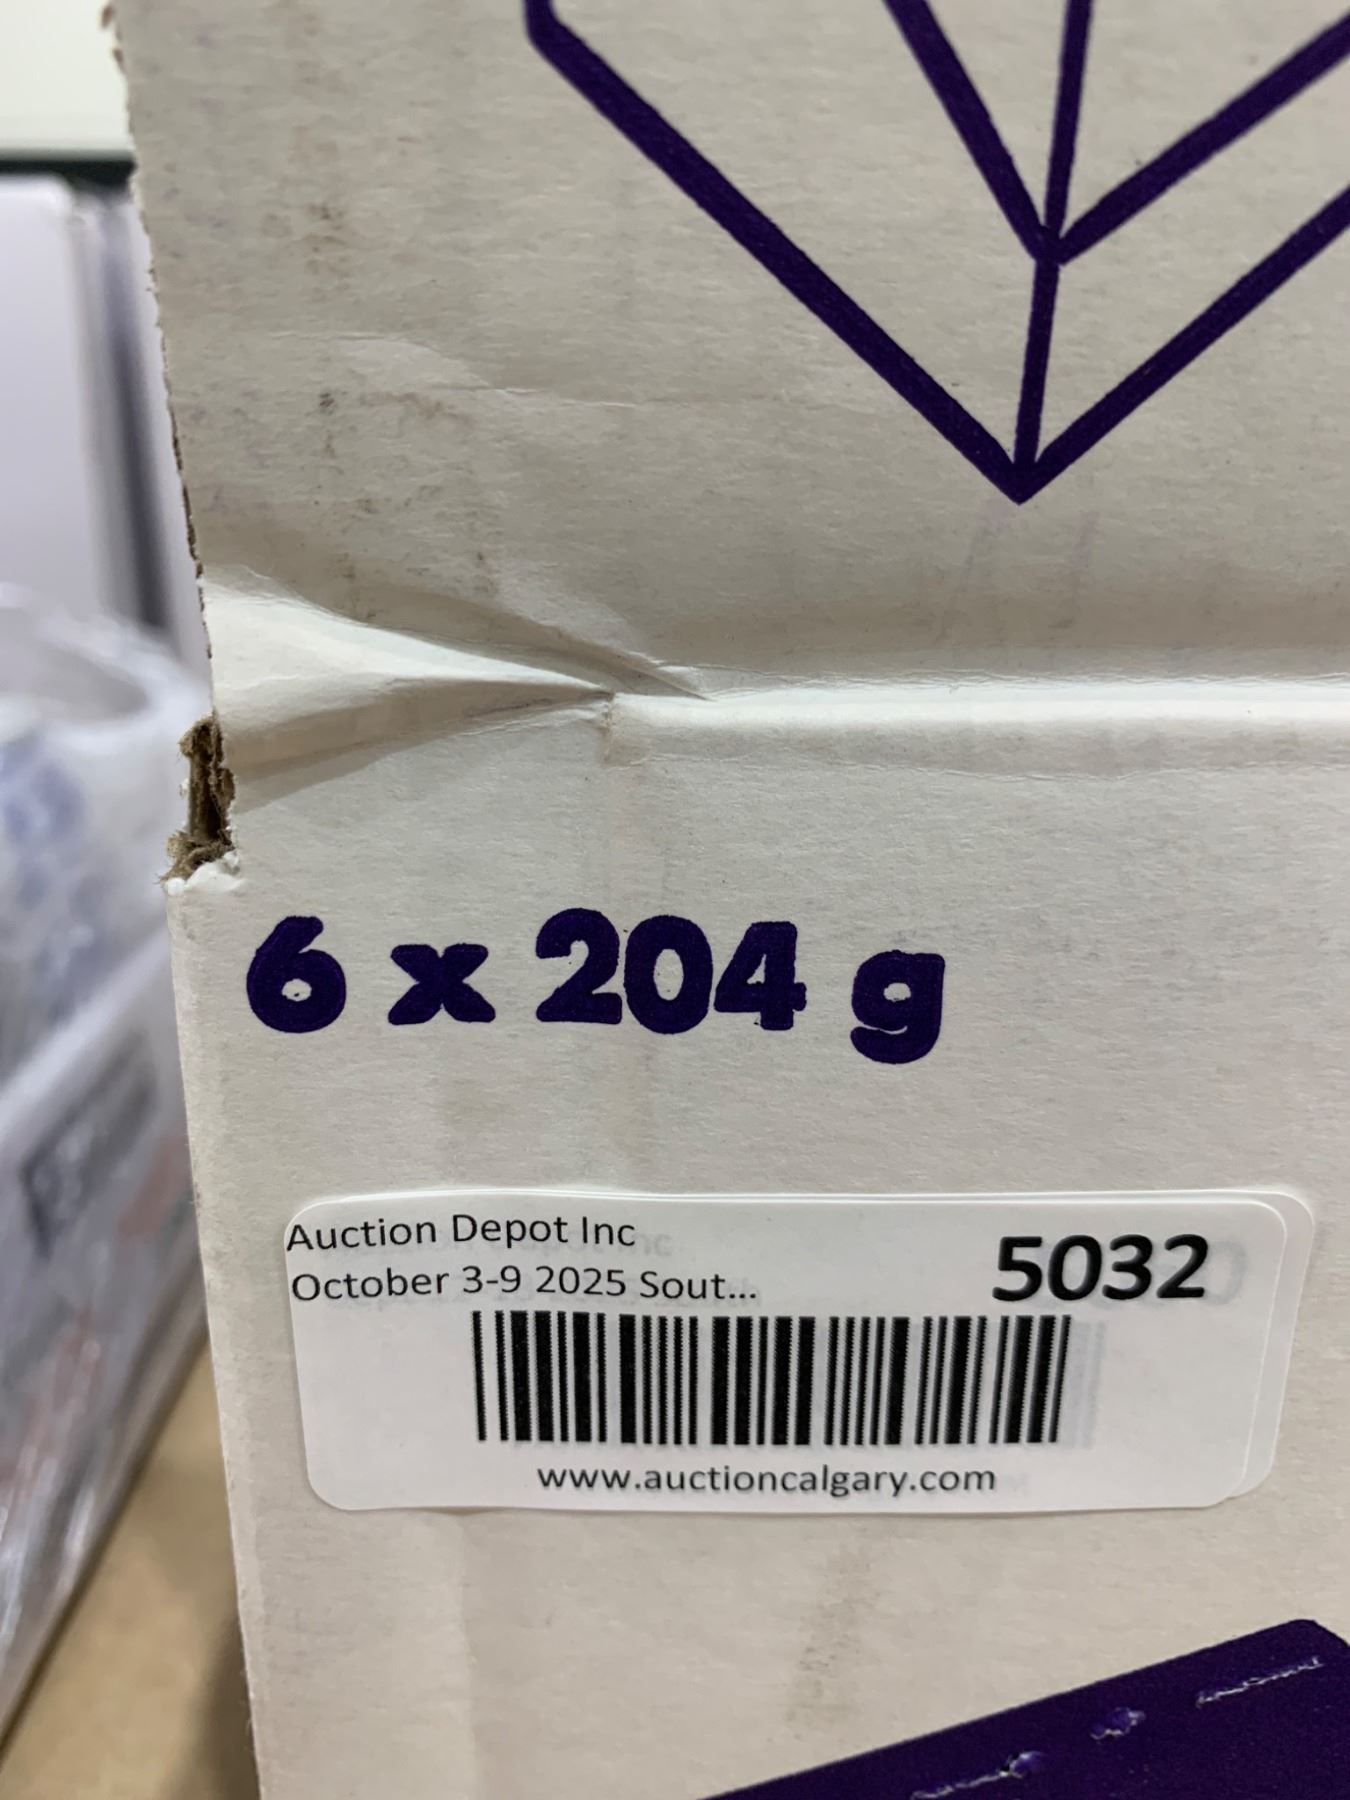 6 x 204 g
Auction Depot Inc
October 3-9 2025 Sout...
5032
www.auctioncalgary.com